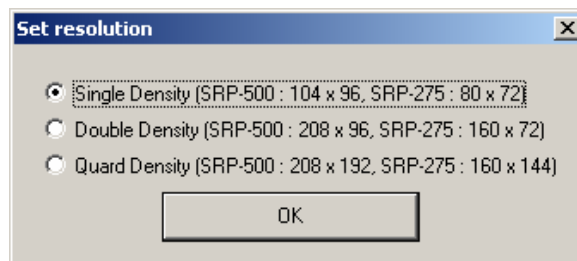 Set resolution
Single Density (SRP-500 : 104 x 96, SRP-275 : 80 x 72)
Double Density (SRP-500 : 208 x 96, SRP-275 : 160 x 72)
Quard Density (SRP-500 : 208 x 192, SRP-275 : 160 x 144)
OK